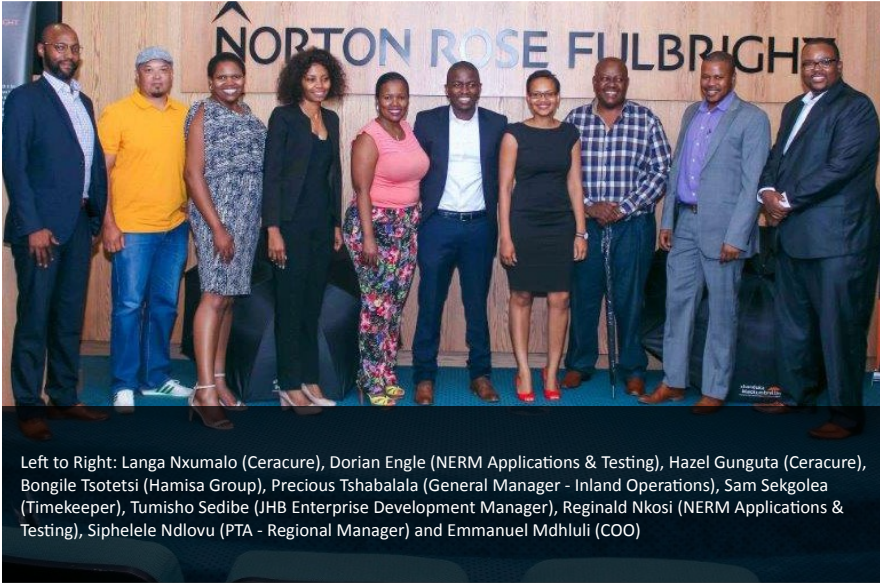 NORTON ROSE FULBRIGHT
Left to Right: Langa Nxumalo (Ceracure), Dorian Engle (NERM Applications & Testing), Hazel Gunguta (Ceracure),
Bongile Tsotetsi (Hamisa Group), Precious Tshabalala (General Manager - Inland Operations), Sam Sekgolea
(Timekeeper), Tumisho Sedibe (JHB Enterprise Development Manager), Reginald Nkosi (NERM Applications &
Testing), Siphelele Ndlovu (PTA - Regional Manager) and Emmanuel Mdhluli (COO)